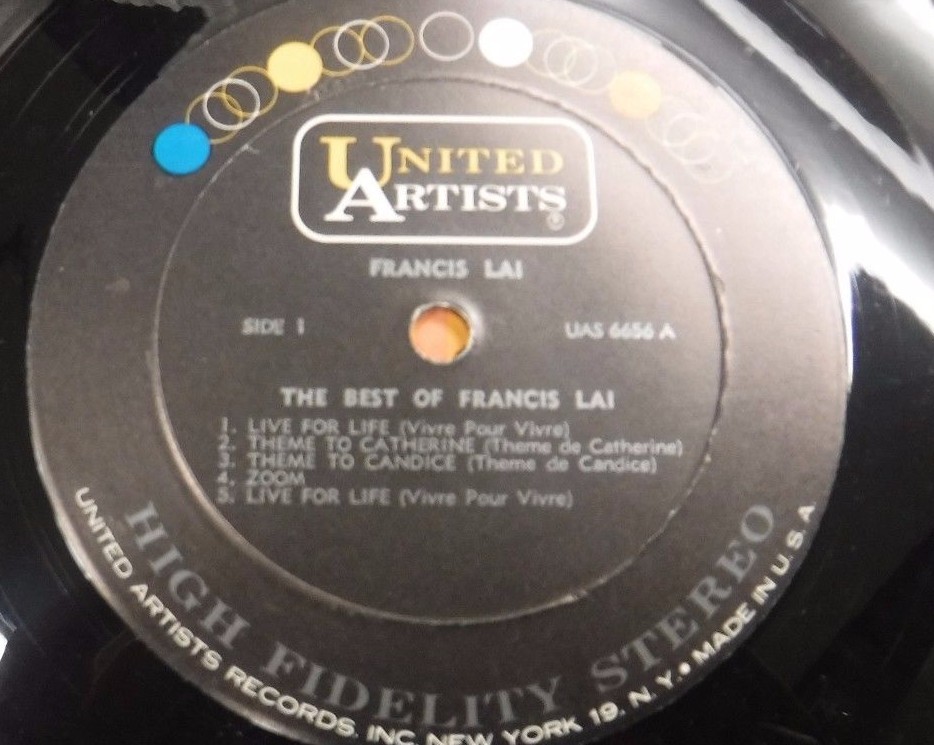 UNITED
ARTISTS®
FRANCIS LAI
SIDE 1
UAS 6656 A
THE BEST OF FRANCIS LAI
1. LIVE FOR LIFE (Vivre Pour Vivre)
2. THEME TO CATHERINE (Theme de Catherine)
3. THEME TO CANDICE (Theme de Candice)
4. ZOOM
5. LIVE FOR LIFE (Vivre Pour Vivre)
HIGH FIDELITY STEREO
UNITED ARTISTS RECORDS, INC. NEW YORK 19, N.Y. • MADE IN U.S.A.